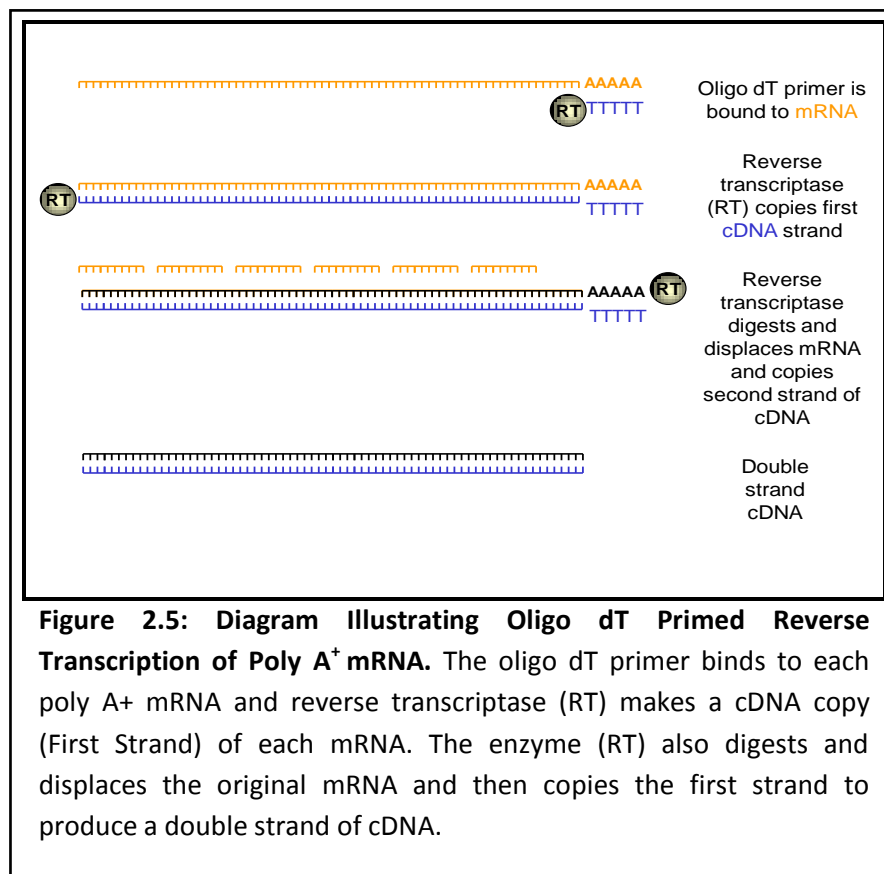 AAAAA
Oligo dT primer is
bound to mRNA
RT
TTTTT
Reverse
transcriptase
(RT) copies first
cDNA strand
AAAAA
RT
TTTTT
Reverse
transcriptase
digests and
displaces mRNA
and copies
second strand of
cDNA
AAAAA
RT
TTTTT
Double
strand
cDNA
Figure 2.5: Diagram Illustrating Oligo dT Primed Reverse
Transcription of Poly A⁺ mRNA. The oligo dT primer binds to each
poly A+ mRNA and reverse transcriptase (RT) makes a cDNA copy
(First Strand) of each mRNA. The enzyme (RT) also digests and
displaces the original mRNA and then copies the first strand to
produce a double strand of cDNA.